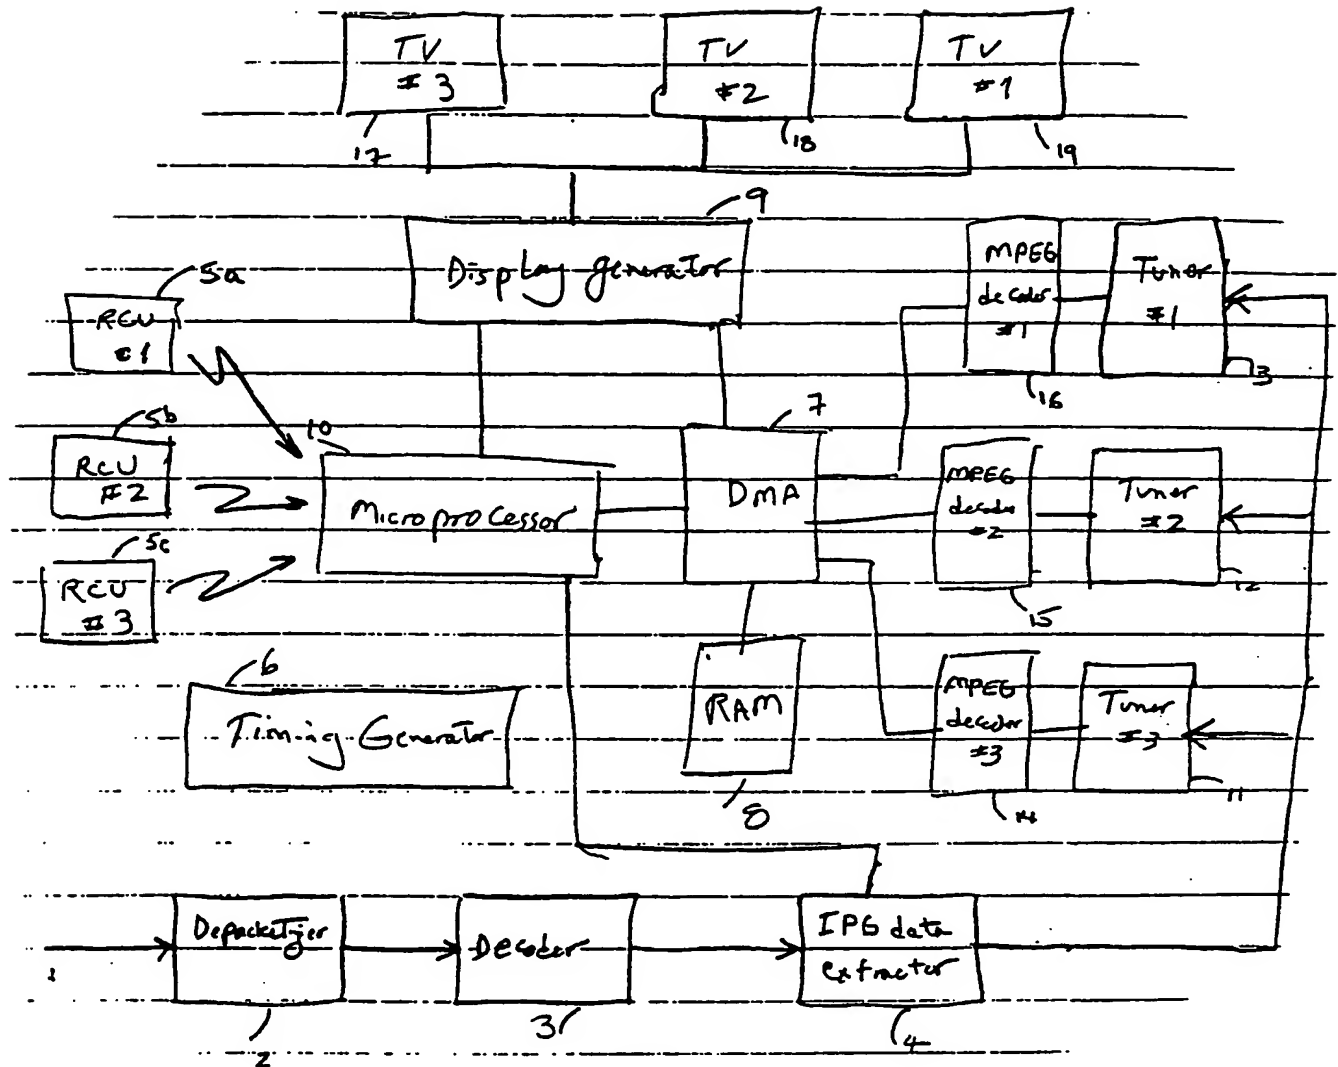 TV
#3
TV
#2
TV
#1
17
18
19
9
Display generator
MPEG
decoder
#1
Tuner
#1
5a
RCU
#1
3
16
7
5b
10
RCU
#2
Microprocessor
DMA
MPEG
decoder
#2
Tuner
#2
5c
RCU
#3
12
15
6
Timing Generator
RAM
MPEG
decoder
#3
Tuner
#3
11
14
8
Depacketizer
Decoder
IPG data
extractor
2
3
4